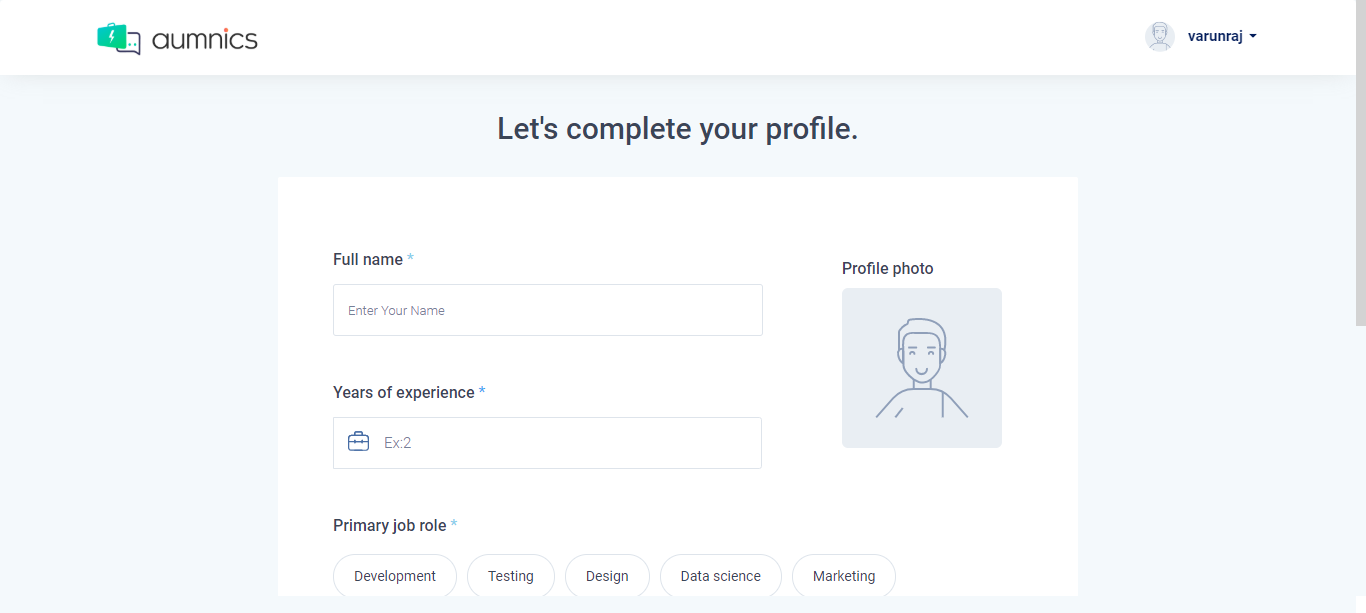 aumnics
varunraj
Let's complete your profile.
Full name *
Enter Your Name
Profile photo
Years of experience *
Ex:2
Primary job role *
Development Testing Design Data science Marketing